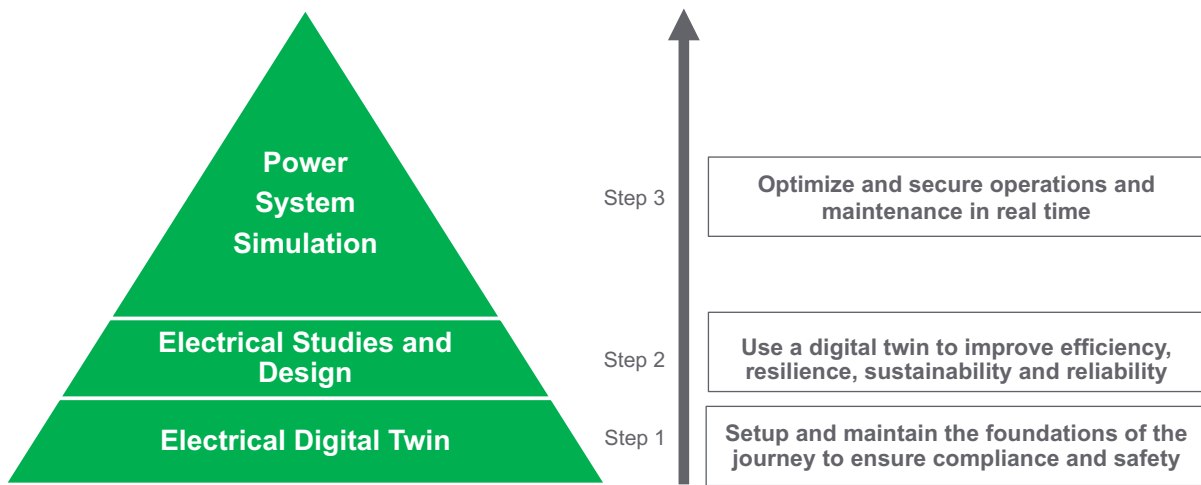 Power
System
Simulation
Step 3
Optimize and secure operations and
maintenance in real time
Electrical Studies and
Design
Step 2
Use a digital twin to improve efficiency,
resilience, sustainability and reliability
Electrical Digital Twin
Step 1
Setup and maintain the foundations of the
journey to ensure compliance and safety